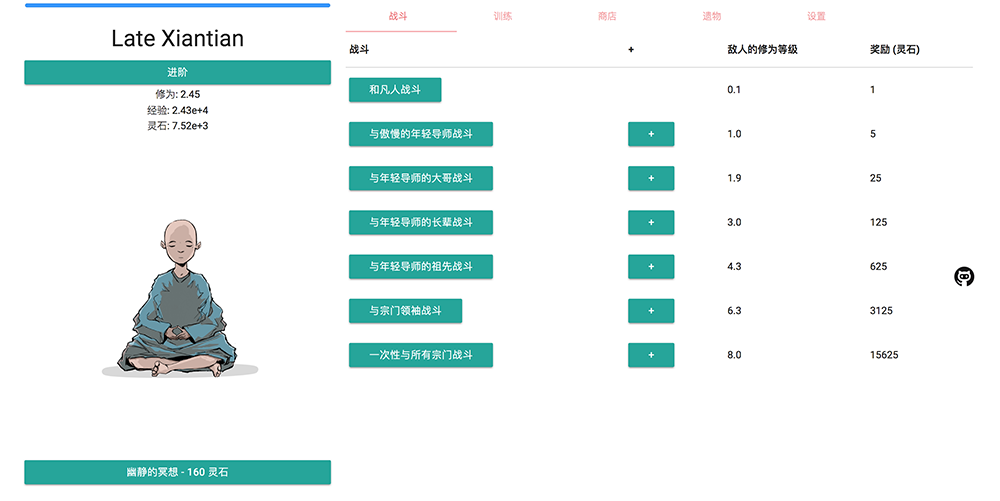 Late Xiantian
进阶
修为: 2.45
经验: 2.43e+4
灵石: 7.52e+3
幽静的冥想 - 160 灵石
战斗 训练 商店 遗物 设置
战斗 + 敌人的修为等级 奖励 (灵石)
和凡人战斗 0.1 1
与傲慢的年轻导师战斗 + 1.0 5
与年轻导师的大哥战斗 + 1.9 25
与年轻导师的长辈战斗 + 3.0 125
与年轻导师的祖先战斗 + 4.3 625
与宗门领袖战斗 + 6.3 3125
一次性与所有宗门战斗 + 8.0 15625